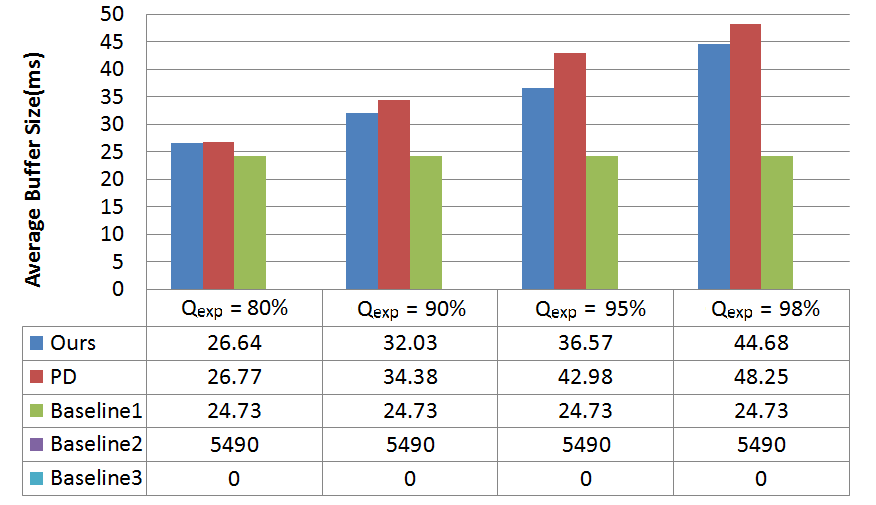 50
45
40
35
30
25
20
15
10
5
0
Average Buffer Size(ms)
Qexp = 80% Qexp = 90% Qexp = 95% Qexp = 98%
Ours 26.64 32.03 36.57 44.68
PD 26.77 34.38 42.98 48.25
Baseline1 24.73 24.73 24.73 24.73
Baseline2 5490 5490 5490 5490
Baseline3 0 0 0 0